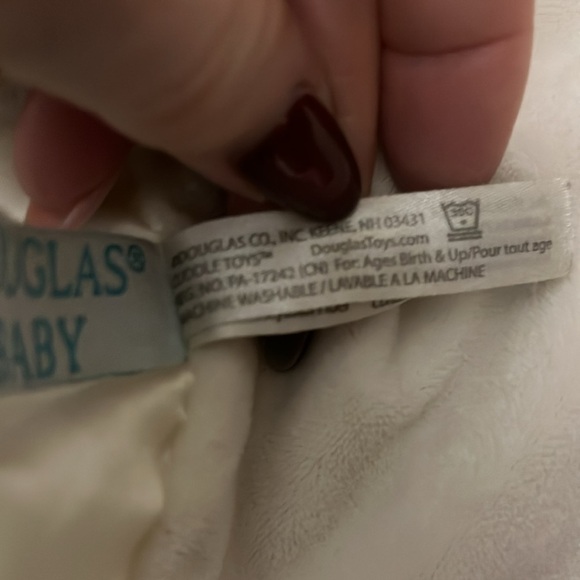 DOUGLAS®
BABY
DOUGLAS CO., INC. KEENE, NH 03431
DouglasToys.com
NO. PA-17242 (CN) For: Ages Birth & Up/Pour tout age
MACHINE WASHABLE / LAVABLE A LA MACHINE
30C